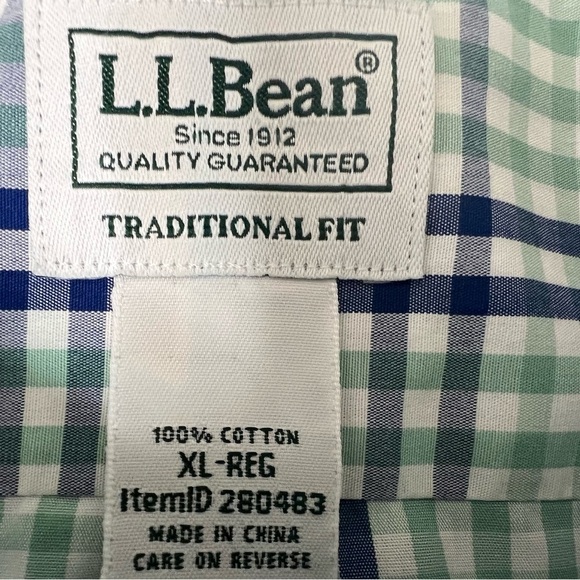 L.L.Bean®
Since 1912
QUALITY GUARANTEED
TRADITIONAL FIT
100% COTTON
XL-REG
ItemID 280483
MADE IN CHINA
CARE ON REVERSE